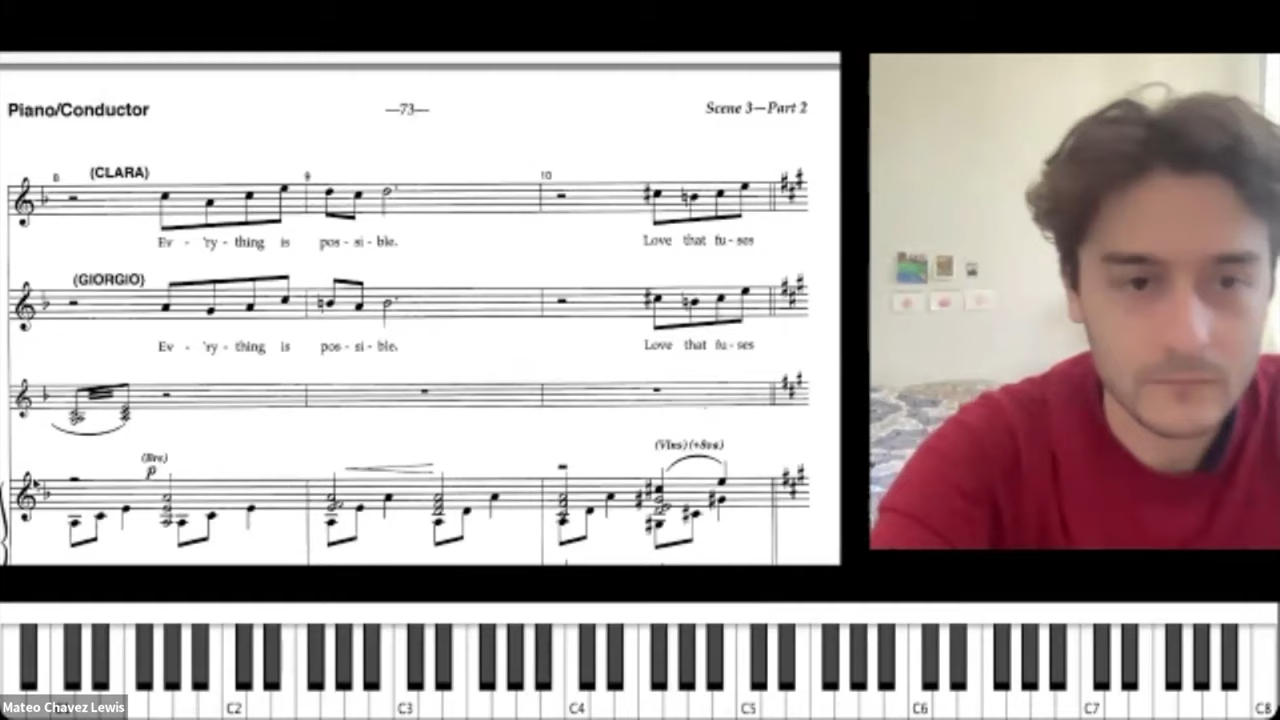 Piano/Conductor
—73—
Scene 3—Part 2
8 (CLARA) 9 10
Ev - 'ry - thing is pos - si - ble. Love that fu - ses
(GIORGIO)
Ev - 'ry - thing is pos - si - ble. Love that fu - ses
p
(Vlns) (+8va)
C2 C3 C4 C5 C6 C7 C8
Mateo Chavez Lewis